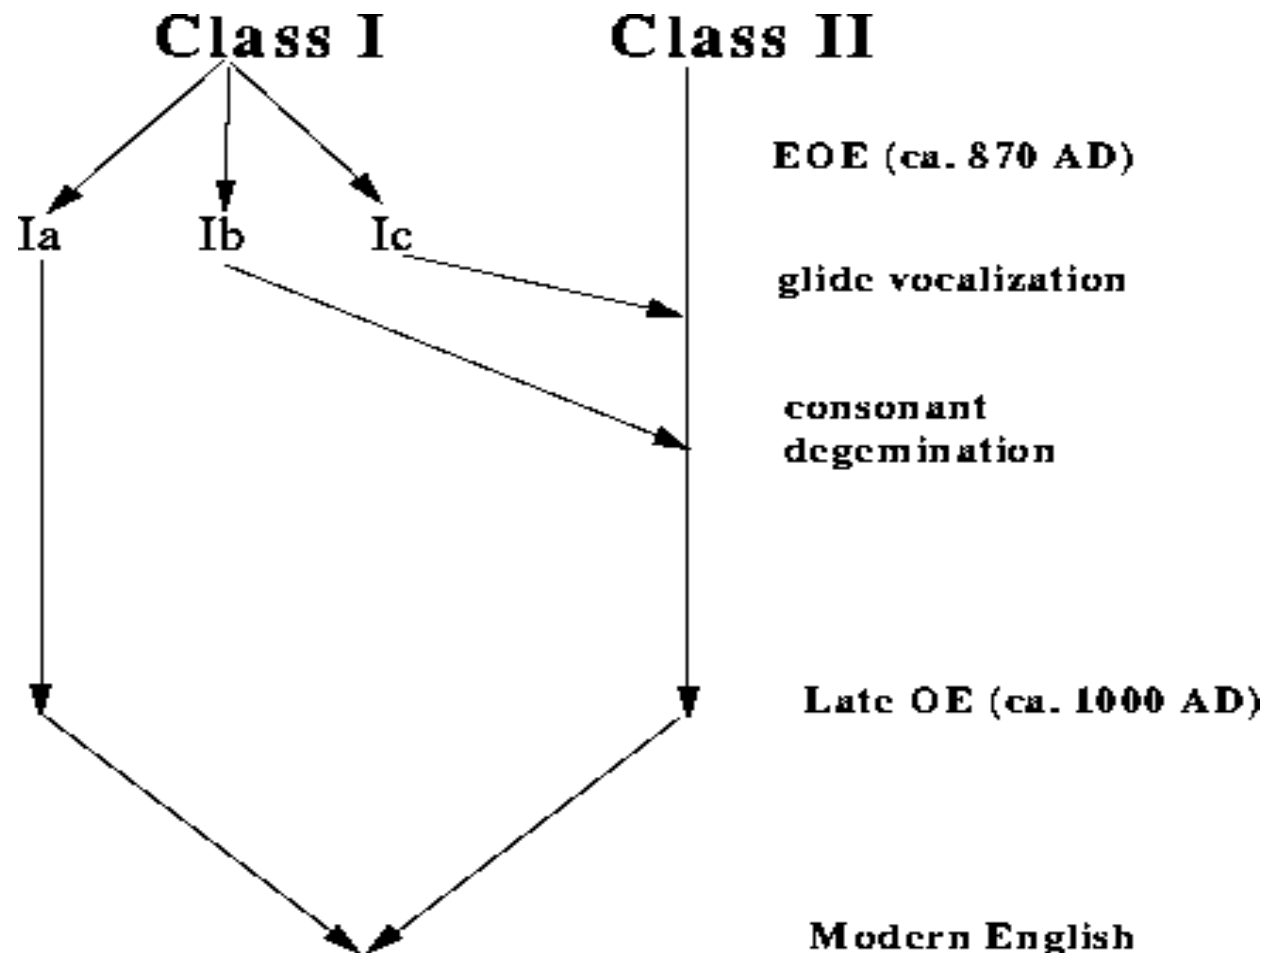 Class I Class II
EOE (ca. 870 AD)
Ia Ib Ic
glide vocalization
consonant
degemination
Late OE (ca. 1000 AD)
Modern English